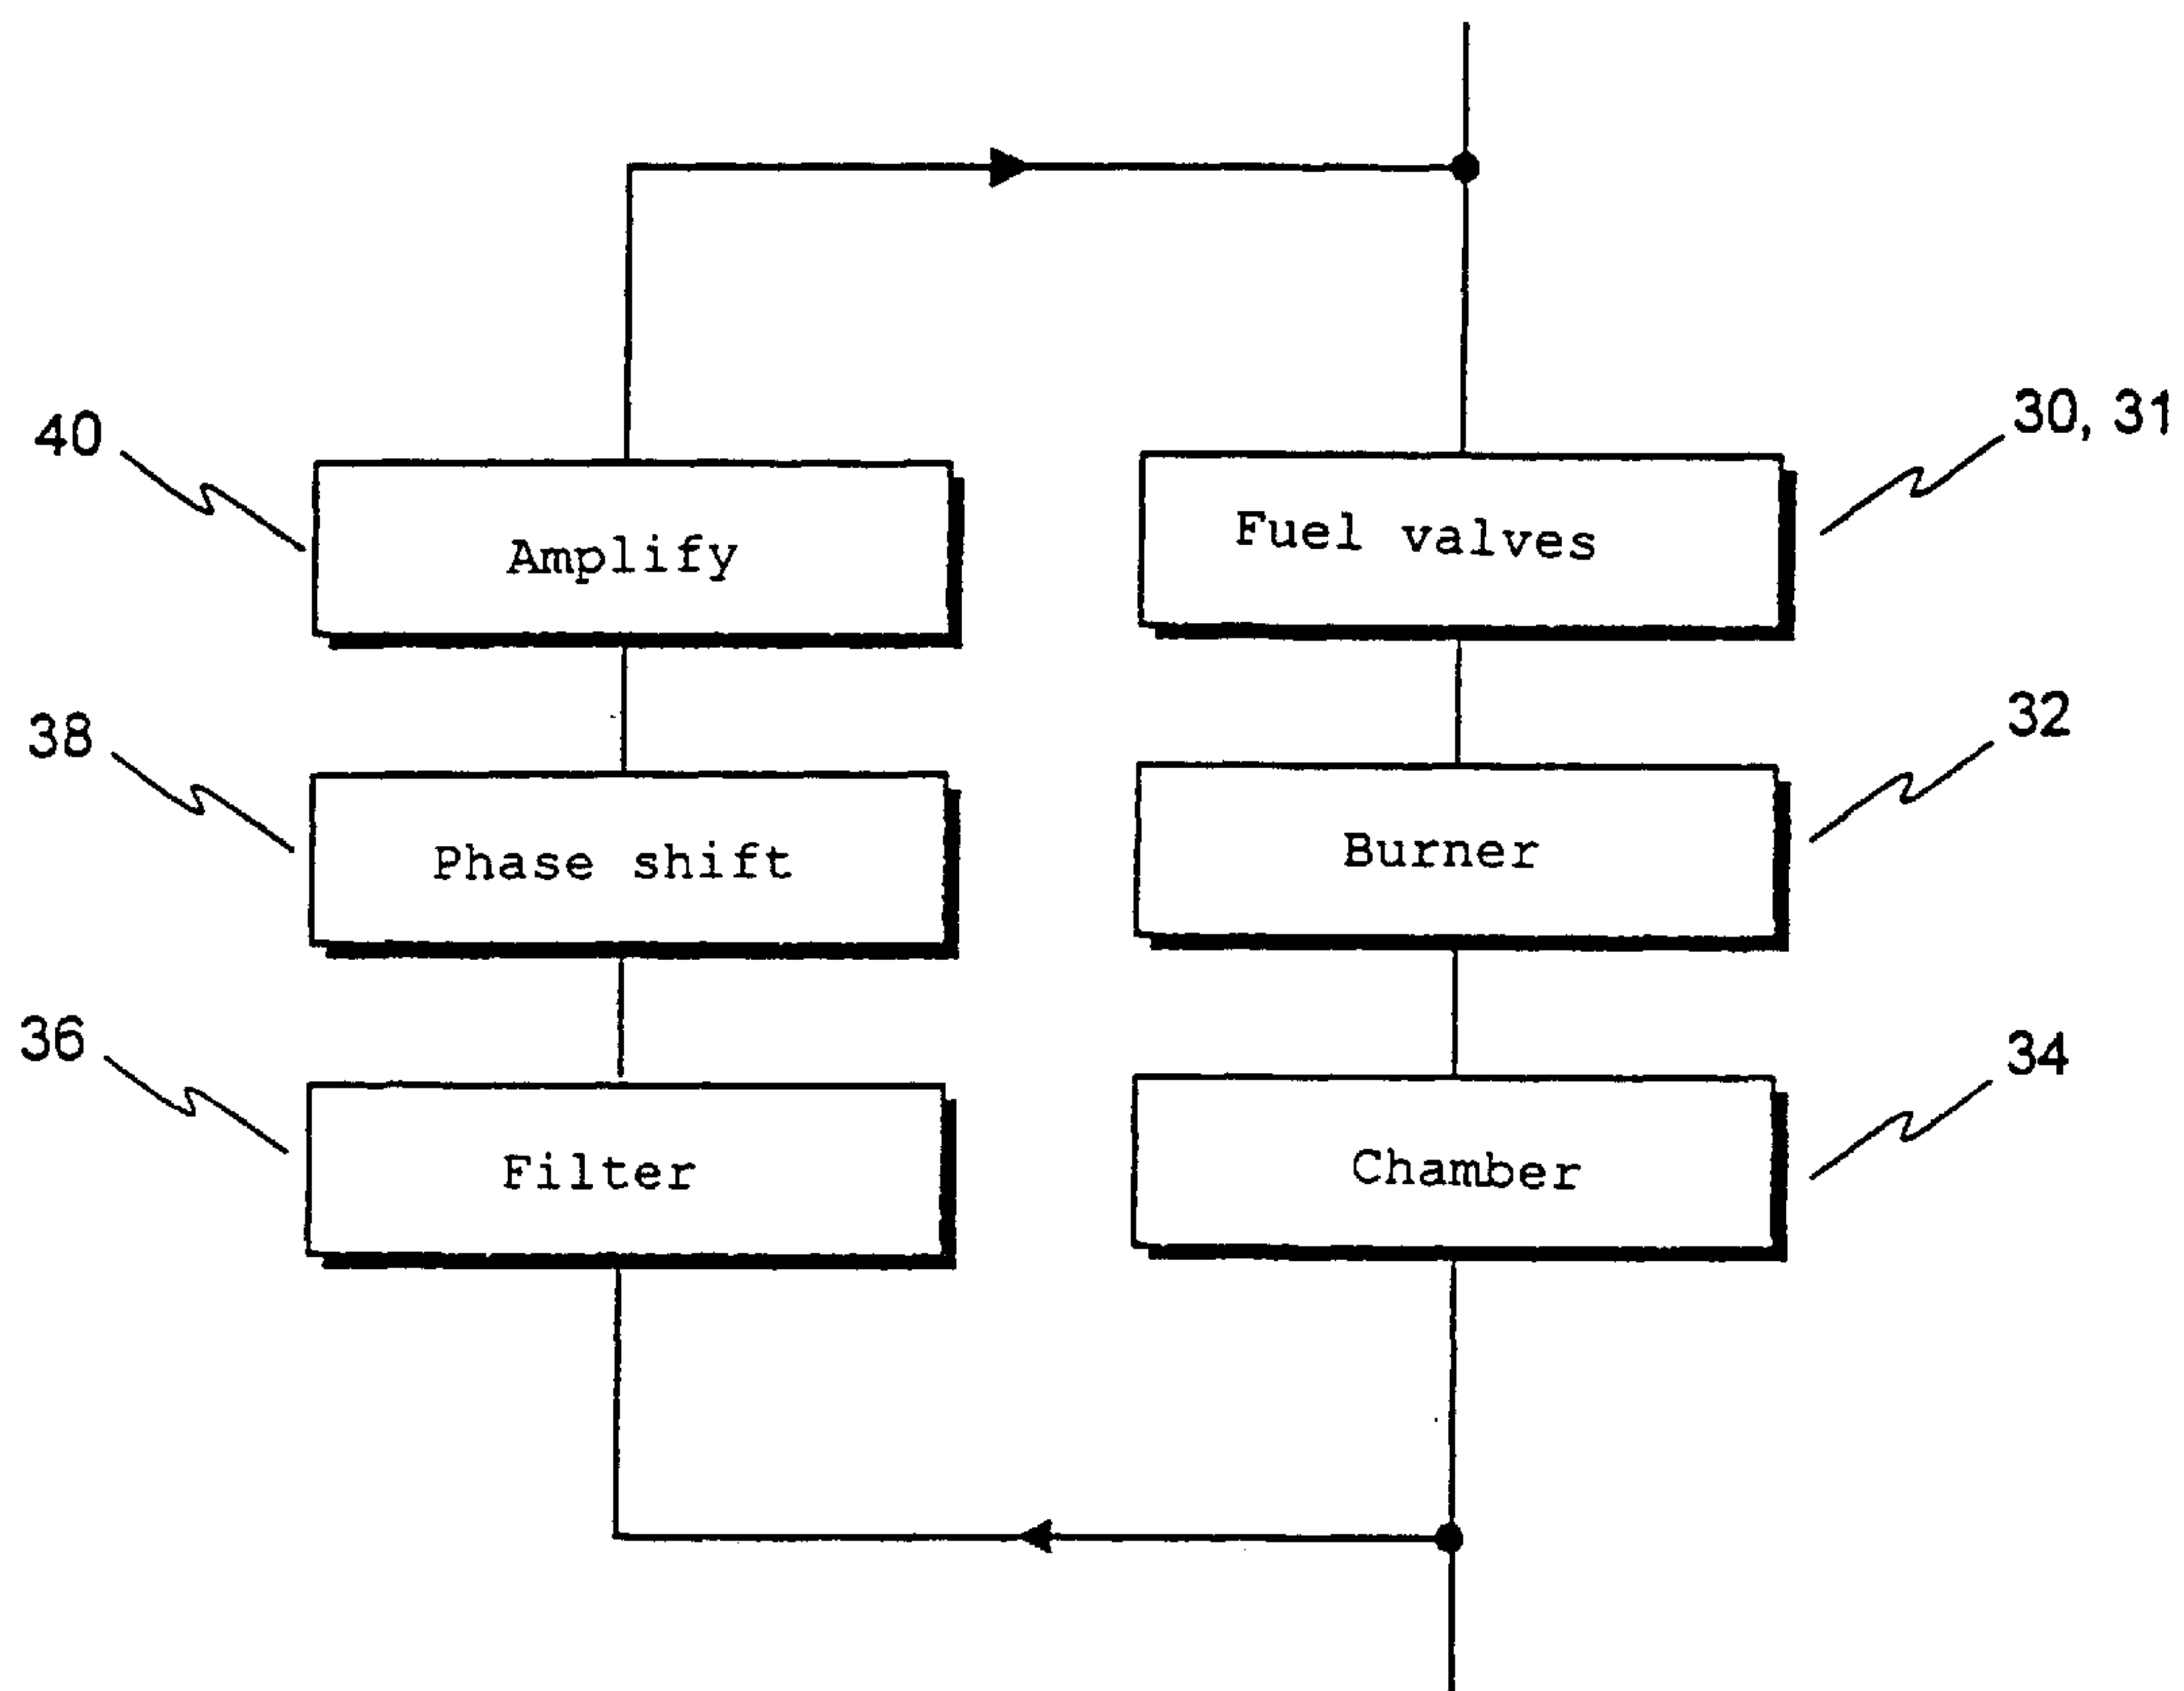 40
30, 31
Amplify
Fuel valves
38
32
Phase shift
Burner
36
34
Filter
Chamber